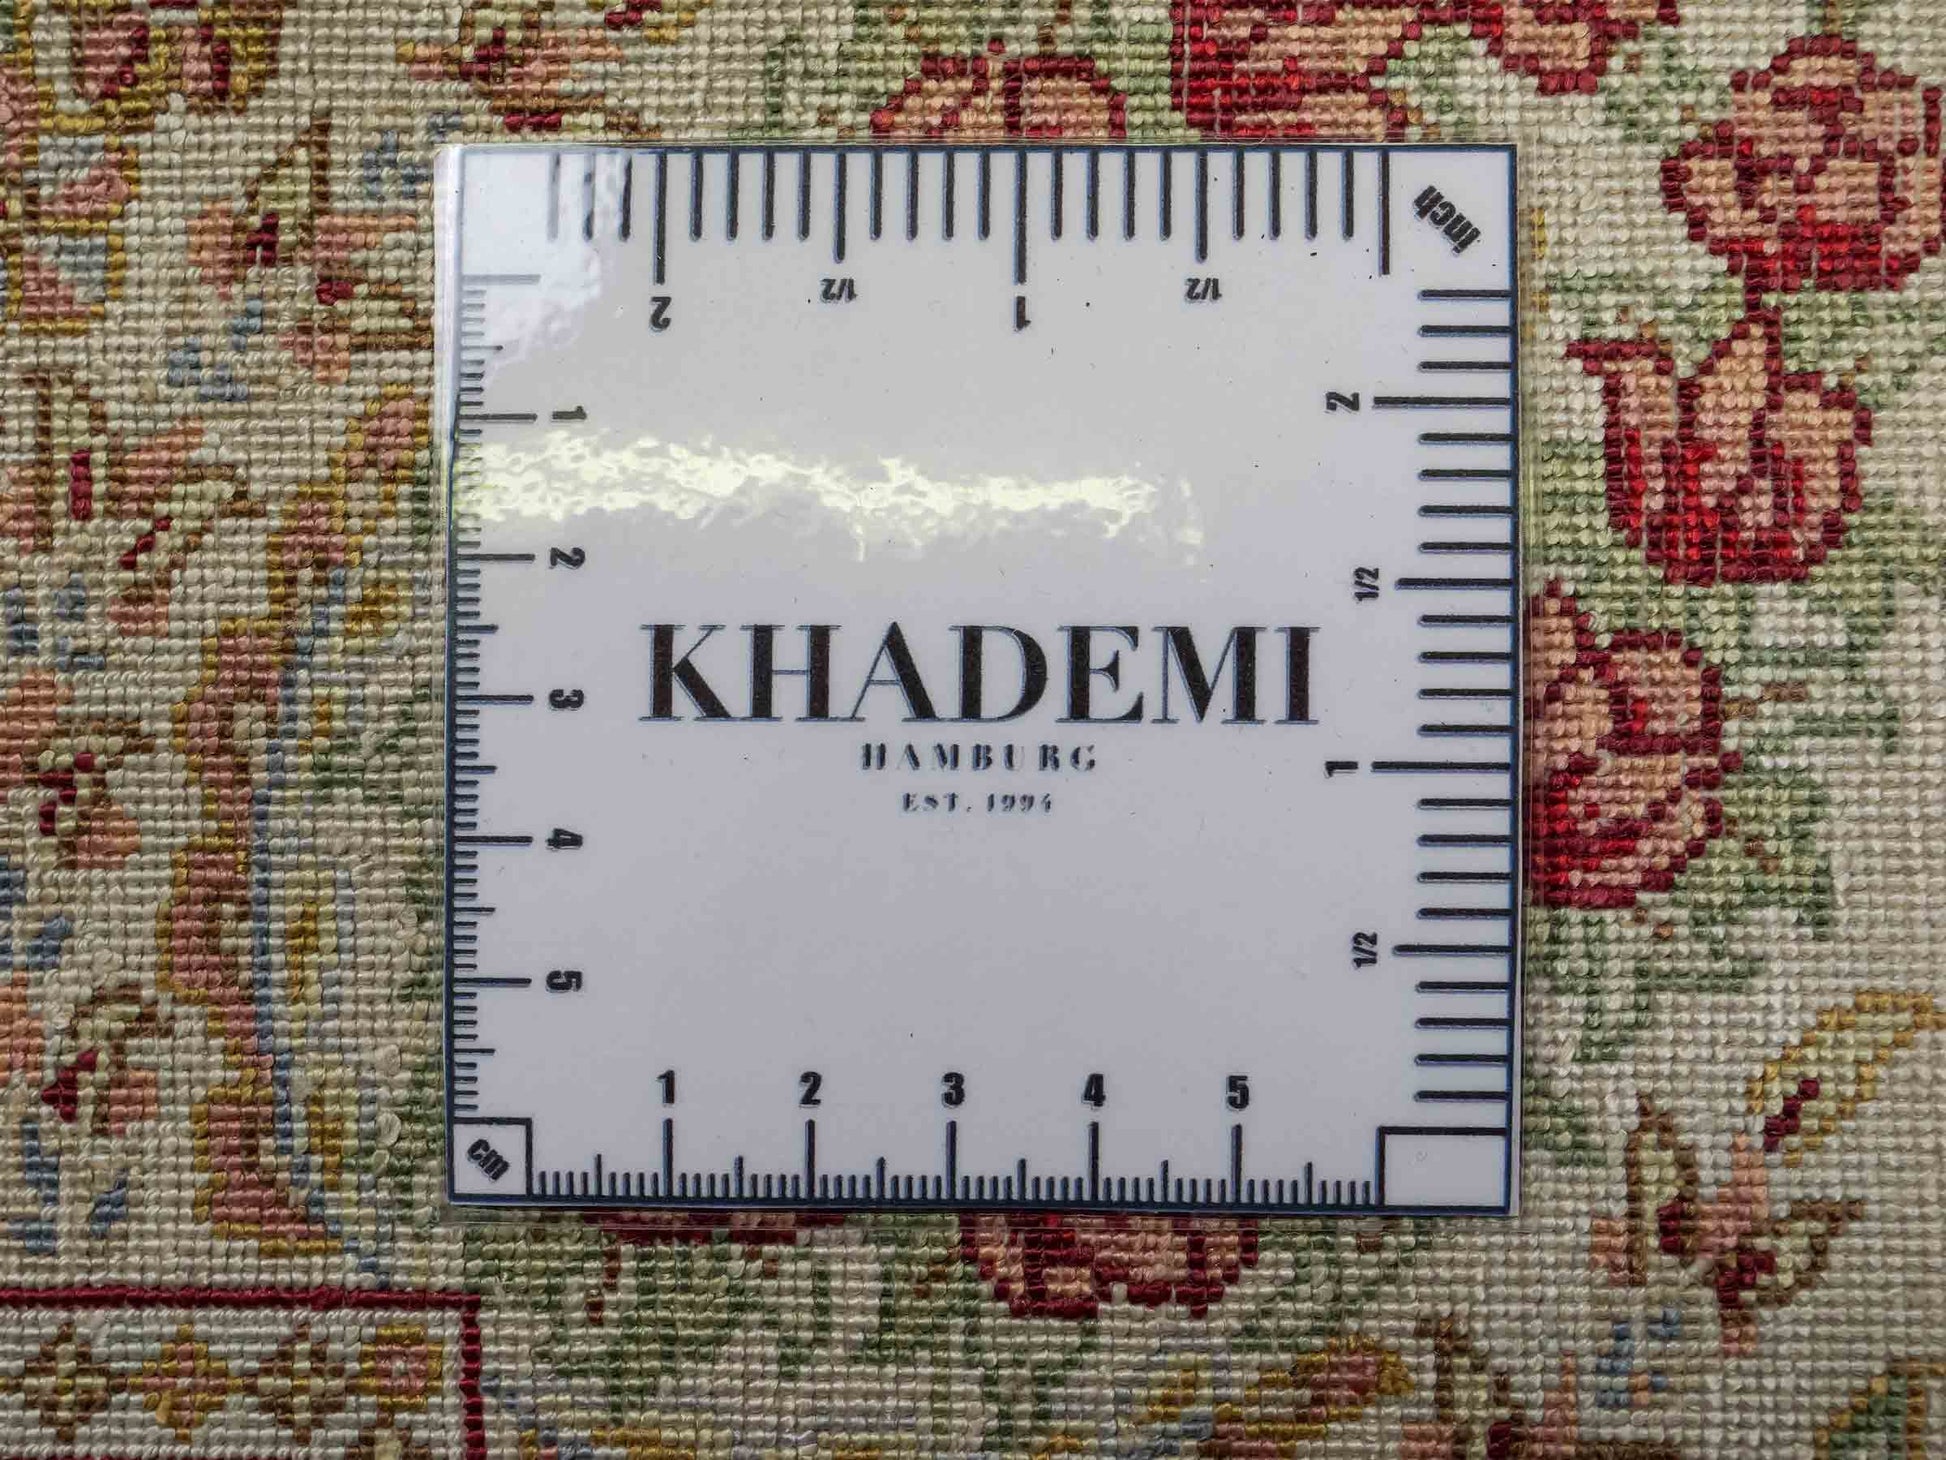 inch
2 1/2 1 1/2
1
2
3
4
5
2
1/2
1
1/2
KHADEMI
HAMBURG
EST. 1994
cm
1 2 3 4 5